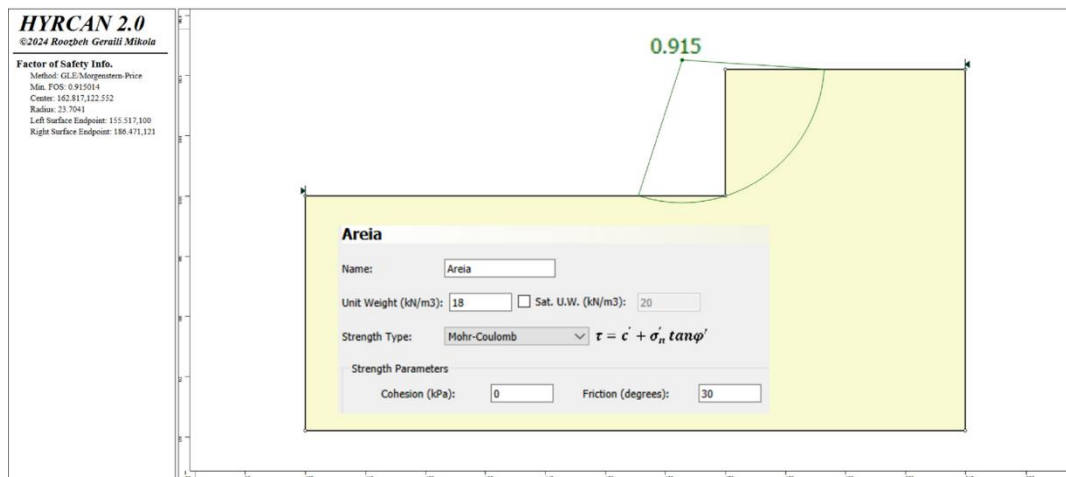 HYRCAN 2.0
©2024 Roozbeh Geraili Mikola
Factor of Safety Info.
Method: GLE/Morgenstern-Price
Min. FOS: 0.915014
Center: 162.817,122.552
Radius: 23.7041
Left Surface Endpoint: 155.517,100
Right Surface Endpoint: 186.471,121
0.915
Areia
Name: Areia
Unit Weight (kN/m3): 18 Sat. U.W. (kN/m3): 20
Strength Type: Mohr-Coulomb τ = c' + σ'ₙ tanφ'
Strength Parameters
Cohesion (kPa): 0 Friction (degrees): 30